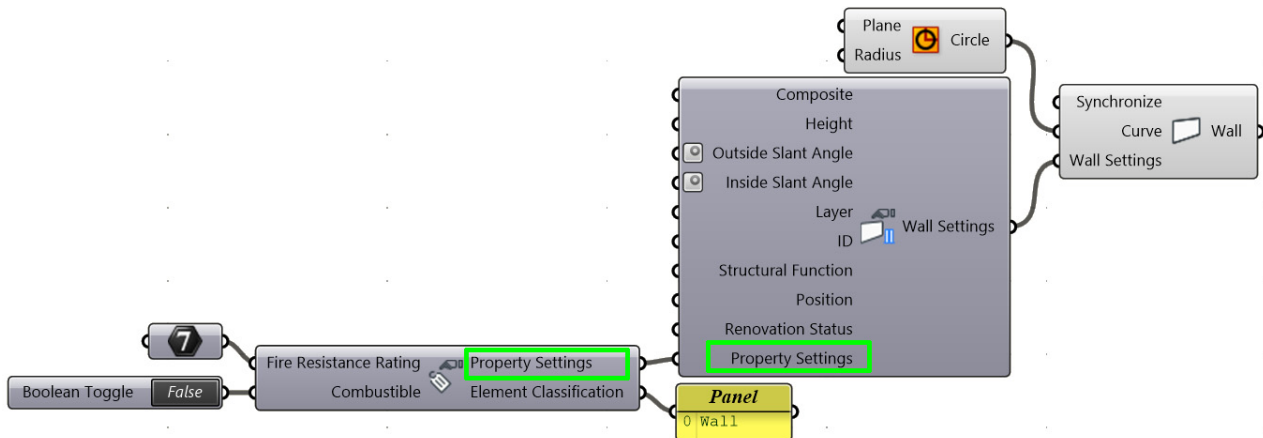 Plane
Radius
Circle
Composite
Height
Outside Slant Angle
Inside Slant Angle
Layer
ID
Structural Function
Position
Renovation Status
Property Settings
Wall Settings
Synchronize
Curve
Wall Settings
Wall
7
Boolean Toggle False
Fire Resistance Rating
Combustible
Property Settings
Element Classification
Panel
0 Wall